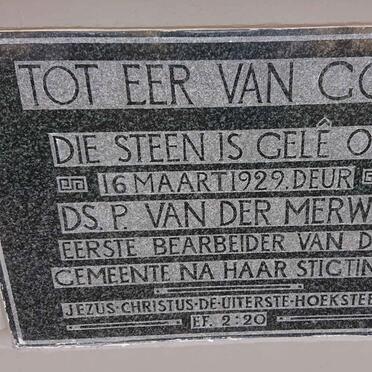 TOT EER VAN GO
DIE STEEN IS GELÊ O
16 MAART 1929. DEUR
DS. P. VAN DER MERW
EERSTE BEARBEIDER VAN D
GEMEENTE NA HAAR STIGTIN
JEZUS·CHRISTUS·DE·UITERSTE·HOEKSTEE
EF. 2:20